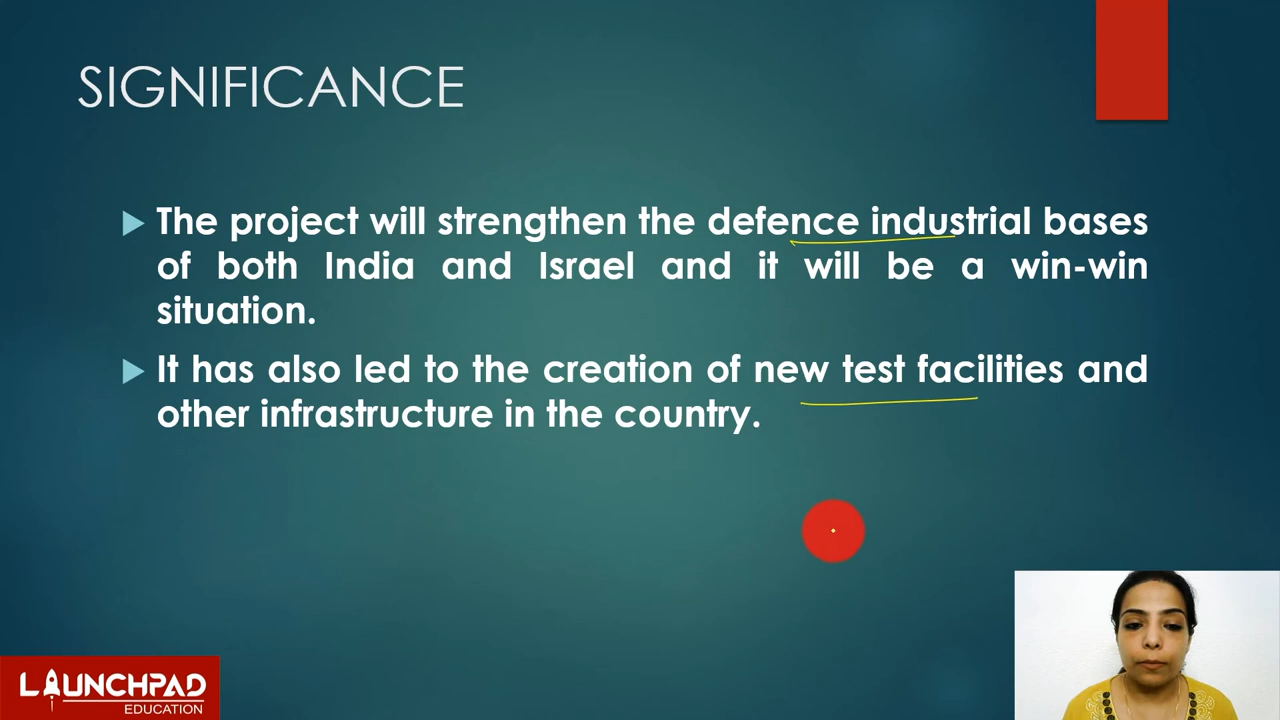 SIGNIFICANCE
The project will strengthen the defence industrial bases
of both India and Israel and it will be a win-win
situation.
It has also led to the creation of new test facilities and
other infrastructure in the country.
LAUNCHPAD
EDUCATION